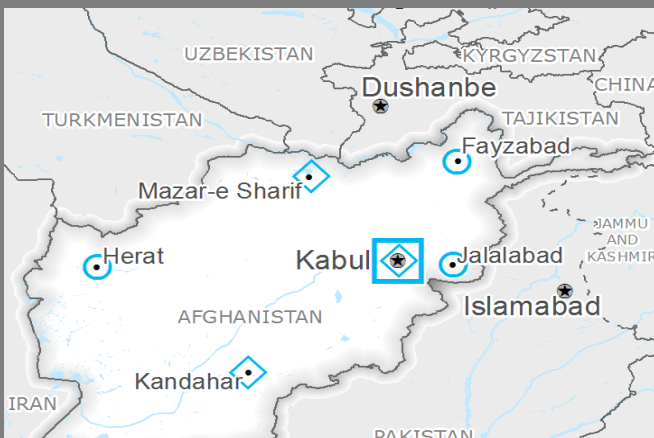 UZBEKISTAN
KYRGYZSTAN
CHINA
Dushanbe
TURKMENISTAN
TAJIKISTAN
Fayzabad
Mazar-e Sharif
JAMMU
AND
KASHMIR
Herat
Kabul
Jalalabad
Islamabad
AFGHANISTAN
Kandahar
IRAN
PAKISTAN